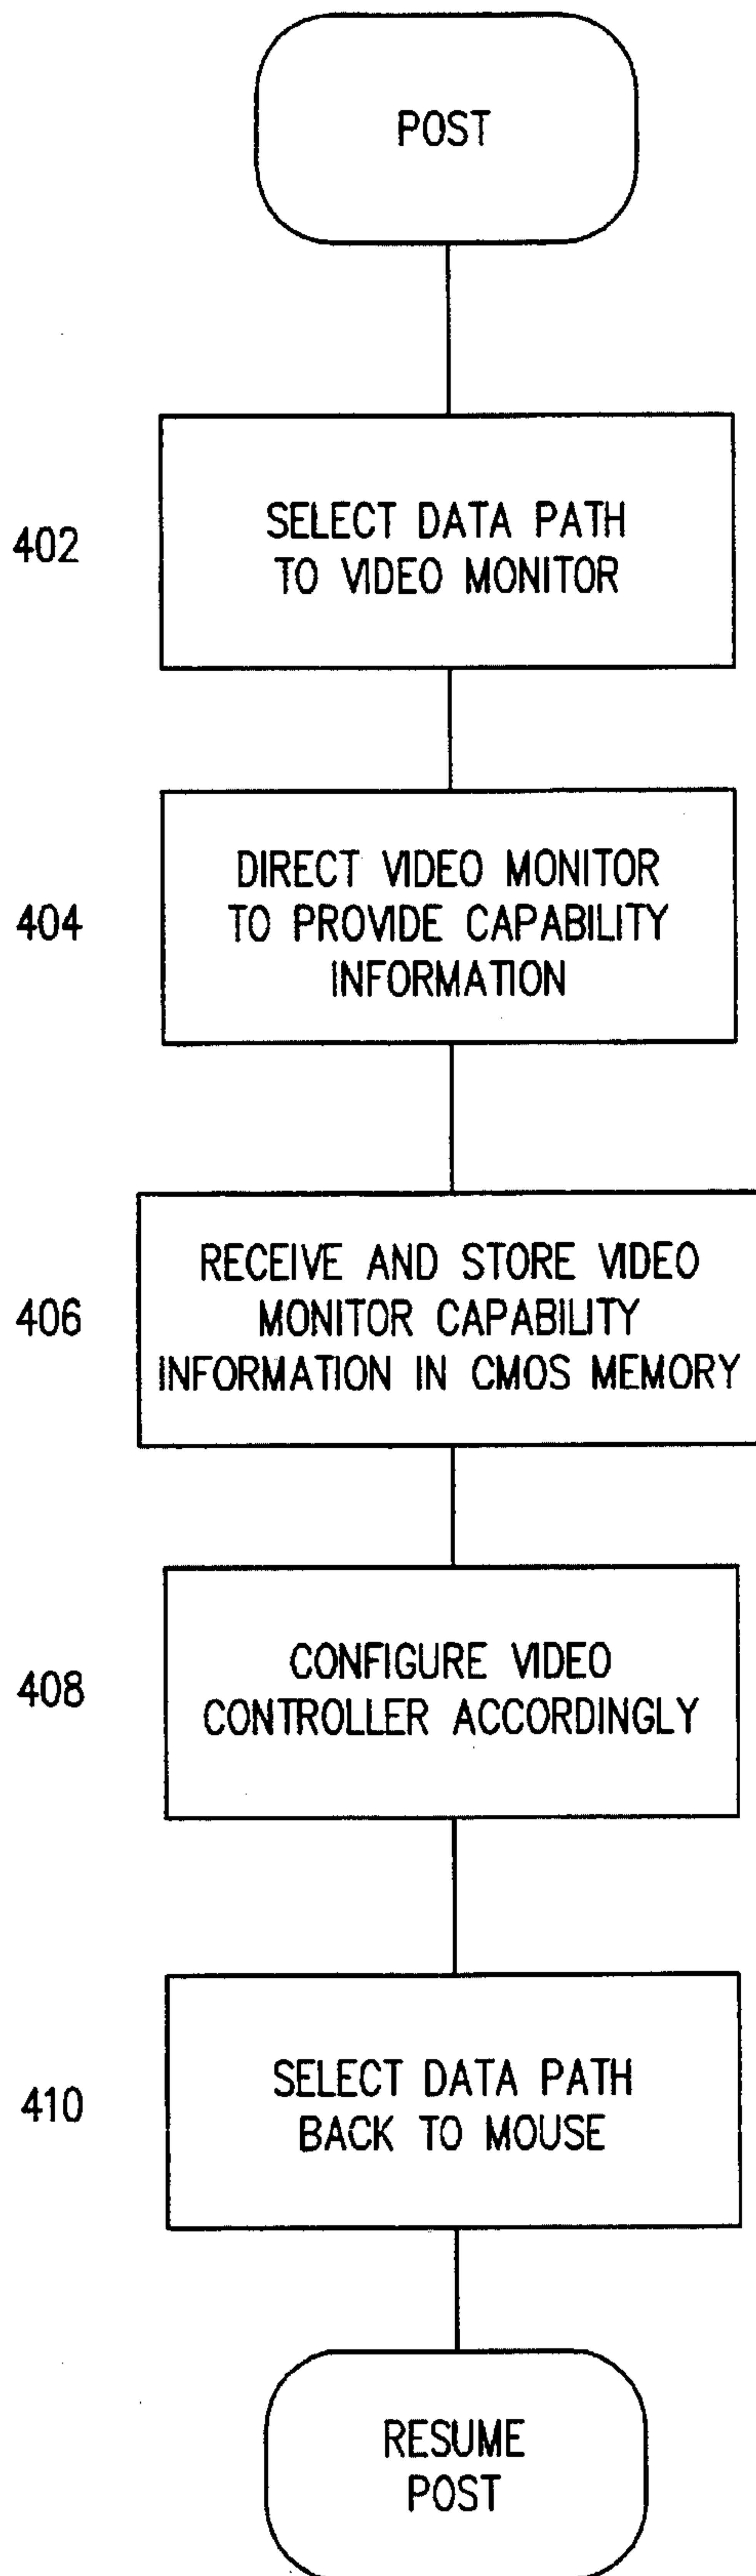 POST
402
SELECT DATA PATH
TO VIDEO MONITOR
404
DIRECT VIDEO MONITOR
TO PROVIDE CAPABILITY
INFORMATION
406
RECEIVE AND STORE VIDEO
MONITOR CAPABILITY
INFORMATION IN CMOS MEMORY
408
CONFIGURE VIDEO
CONTROLLER ACCORDINGLY
410
SELECT DATA PATH
BACK TO MOUSE
RESUME
POST